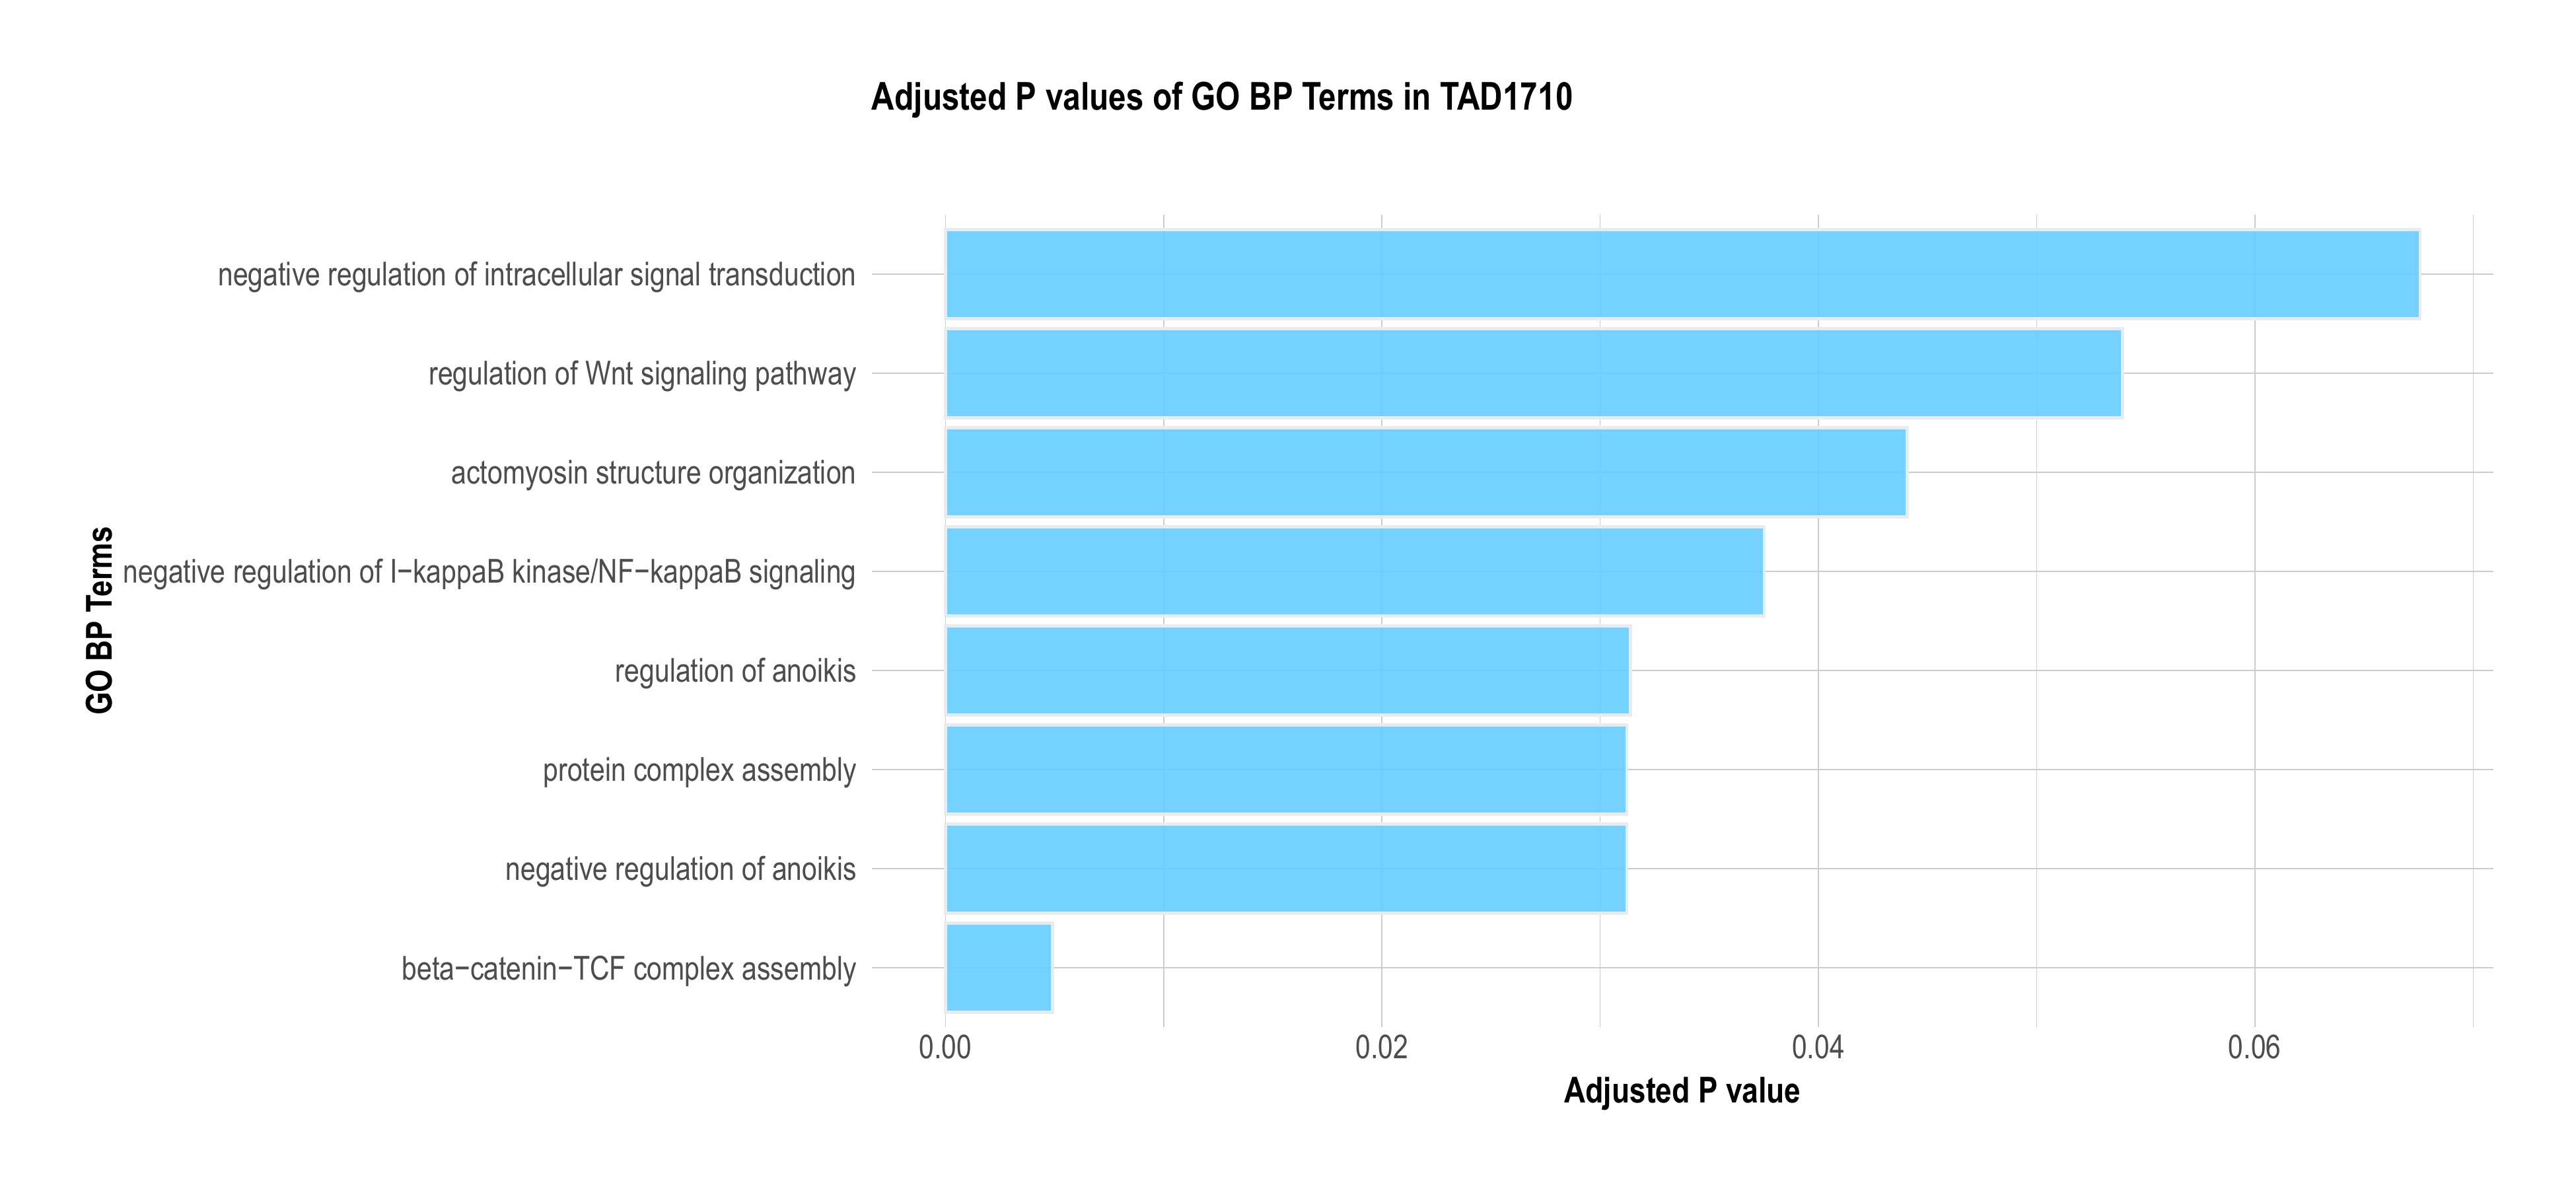 Adjusted P values of GO BP Terms in TAD1710
GO BP Terms
negative regulation of intracellular signal transduction
regulation of Wnt signaling pathway
actomyosin structure organization
negative regulation of I−kappaB kinase/NF−kappaB signaling
regulation of anoikis
protein complex assembly
negative regulation of anoikis
beta−catenin−TCF complex assembly
0.00 0.02 0.04 0.06
Adjusted P value